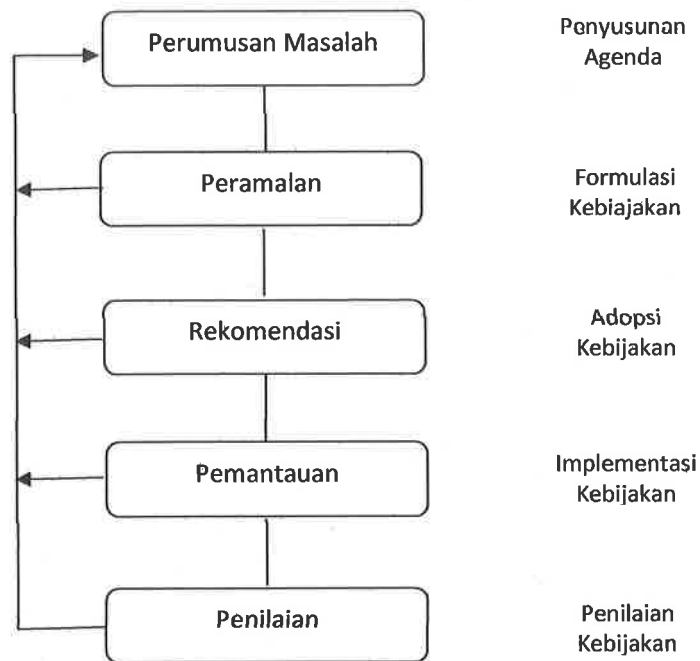 Perumusan Masalah
Penyusunan
Agenda
Peramalan
Formulasi
Kebiajakan
Rekomendasi
Adopsi
Kebijakan
Pemantauan
Implementasi
Kebijakan
Penilaian
Penilaian
Kebijakan